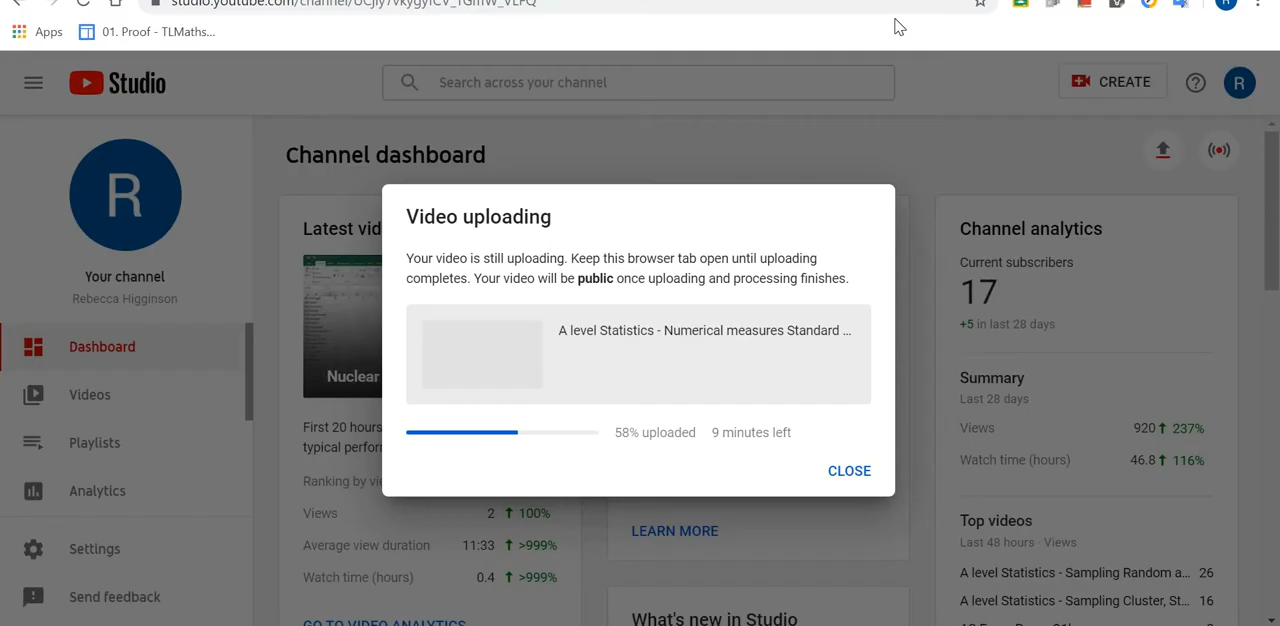 Apps
01. Proof - TLMaths...
Studio
Search across your channel
CREATE
R
R
Your channel
Rebecca Higginson
Dashboard
Videos
Playlists
Analytics
Settings
Send feedback
Channel dashboard
Latest vid
Nuclear
First 20 hours
typical perfor
Ranking by vie
Views 2 100%
Average view duration 11:33 >999%
Watch time (hours) 0.4 >999%
Video uploading
Your video is still uploading. Keep this browser tab open until uploading
completes. Your video will be public once uploading and processing finishes.
A level Statistics - Numerical measures Standard ...
58% uploaded 9 minutes left
CLOSE
LEARN MORE
What's new in Studio
Channel analytics
Current subscribers
17
+5 in last 28 days
Summary
Last 28 days
Views 920 237%
Watch time (hours) 46.8 116%
Top videos
Last 48 hours · Views
A level Statistics - Sampling Random a... 26
A level Statistics - Sampling Cluster, St... 16